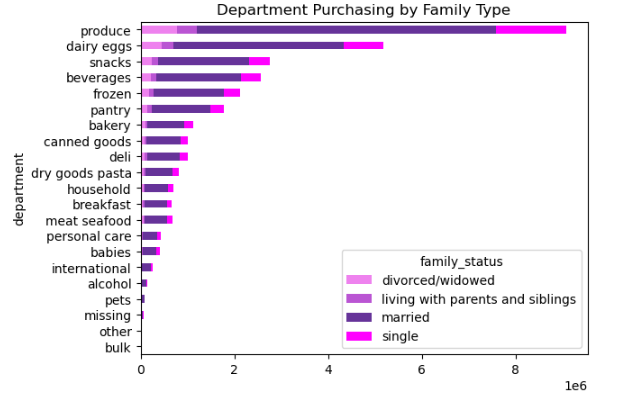 Department Purchasing by Family Type
department
produce
dairy eggs
snacks
beverages
frozen
pantry
bakery
canned goods
deli
dry goods pasta
household
breakfast
meat seafood
personal care
babies
international
alcohol
pets
missing
other
bulk
family_status
divorced/widowed
living with parents and siblings
married
single
0 2 4 6 8
1e6